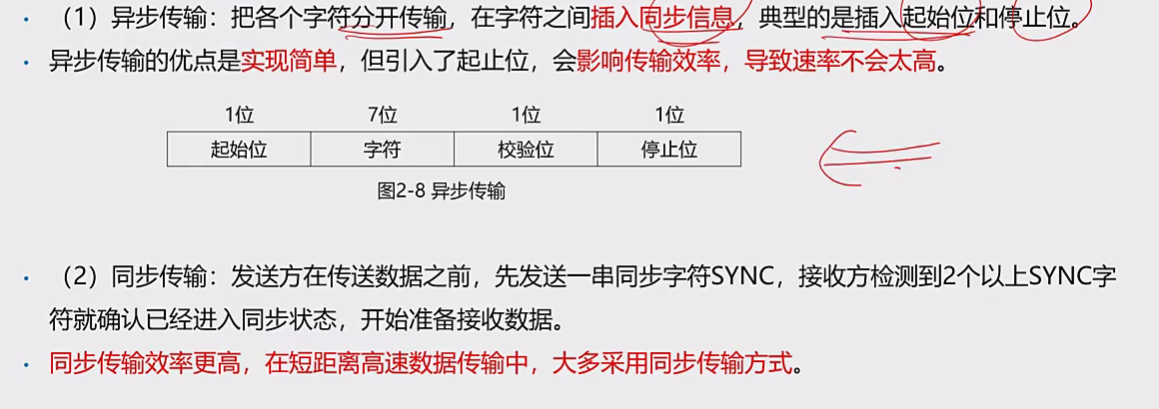 · （1）异步传输：把各个字符分开传输，在字符之间插入同步信息，典型的是插入起始位和停止位。
· 异步传输的优点是实现简单，但引入了起止位，会影响传输效率，导致速率不会太高。
1位 7位 1位 1位
起始位 字符 校验位 停止位
图2-8 异步传输
· （2）同步传输：发送方在传送数据之前，先发送一串同步字符SYNC，接收方检测到2个以上SYNC字
符就确认已经进入同步状态，开始准备接收数据。
· 同步传输效率更高，在短距离高速数据传输中，大多采用同步传输方式。